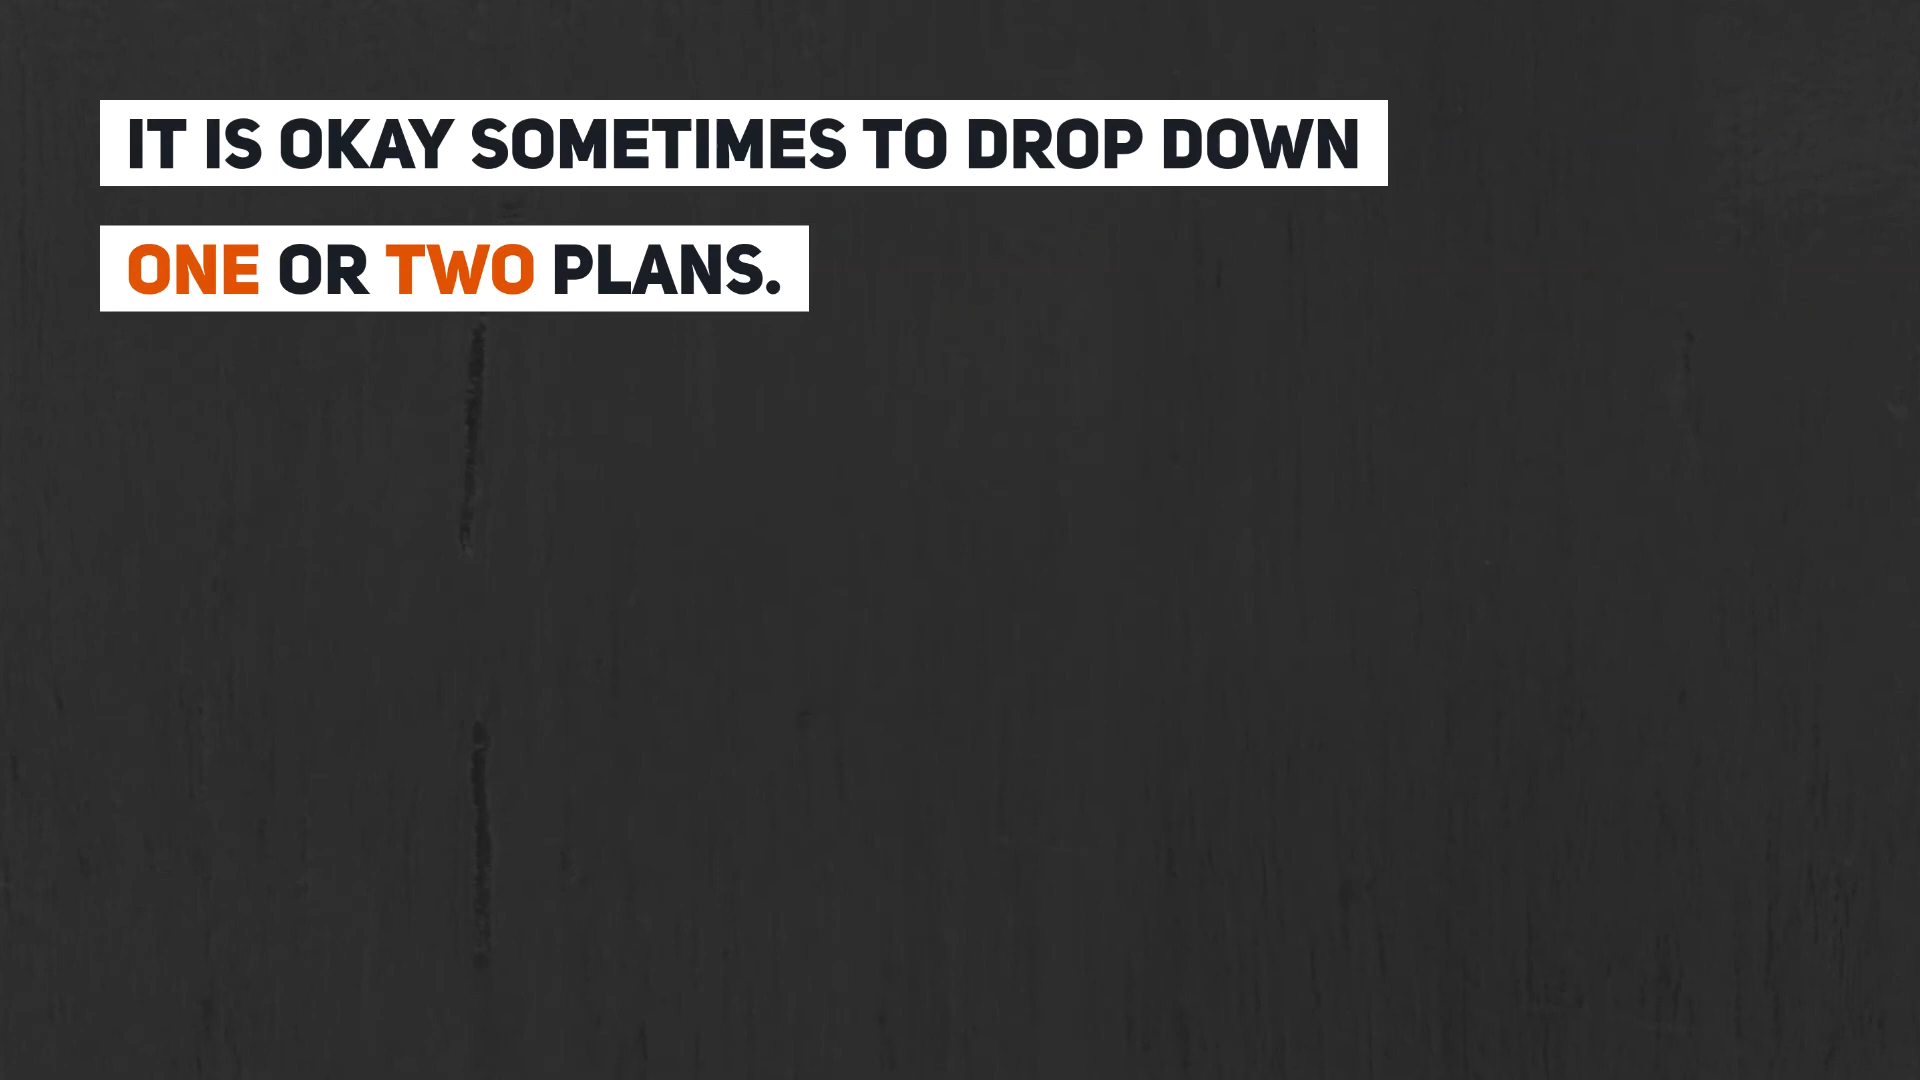 IT IS OKAY SOMETIMES TO DROP DOWN
ONE OR TWO PLANS.